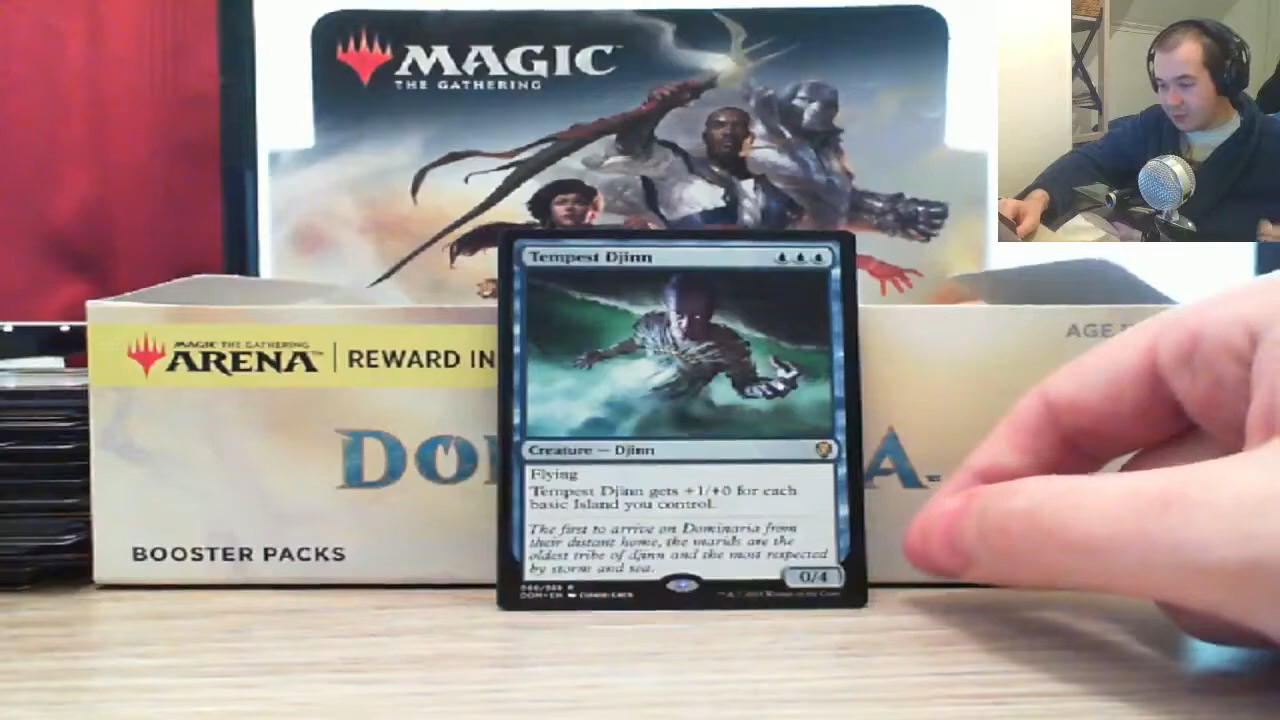 MAGIC
THE GATHERING
Tempest Djinn
MAGIC THE GATHERING
ARENA™ | REWARD IN
AGE
DO
A.
Creature — Djinn
Flying
Tempest Djinn gets +1/+0 for each
basic Island you control.
The first to arrive on Dominaria from
their distant home, the marids are the
oldest tribe of djinn and the most respected
by storm and sea.
0/4
BOOSTER PACKS